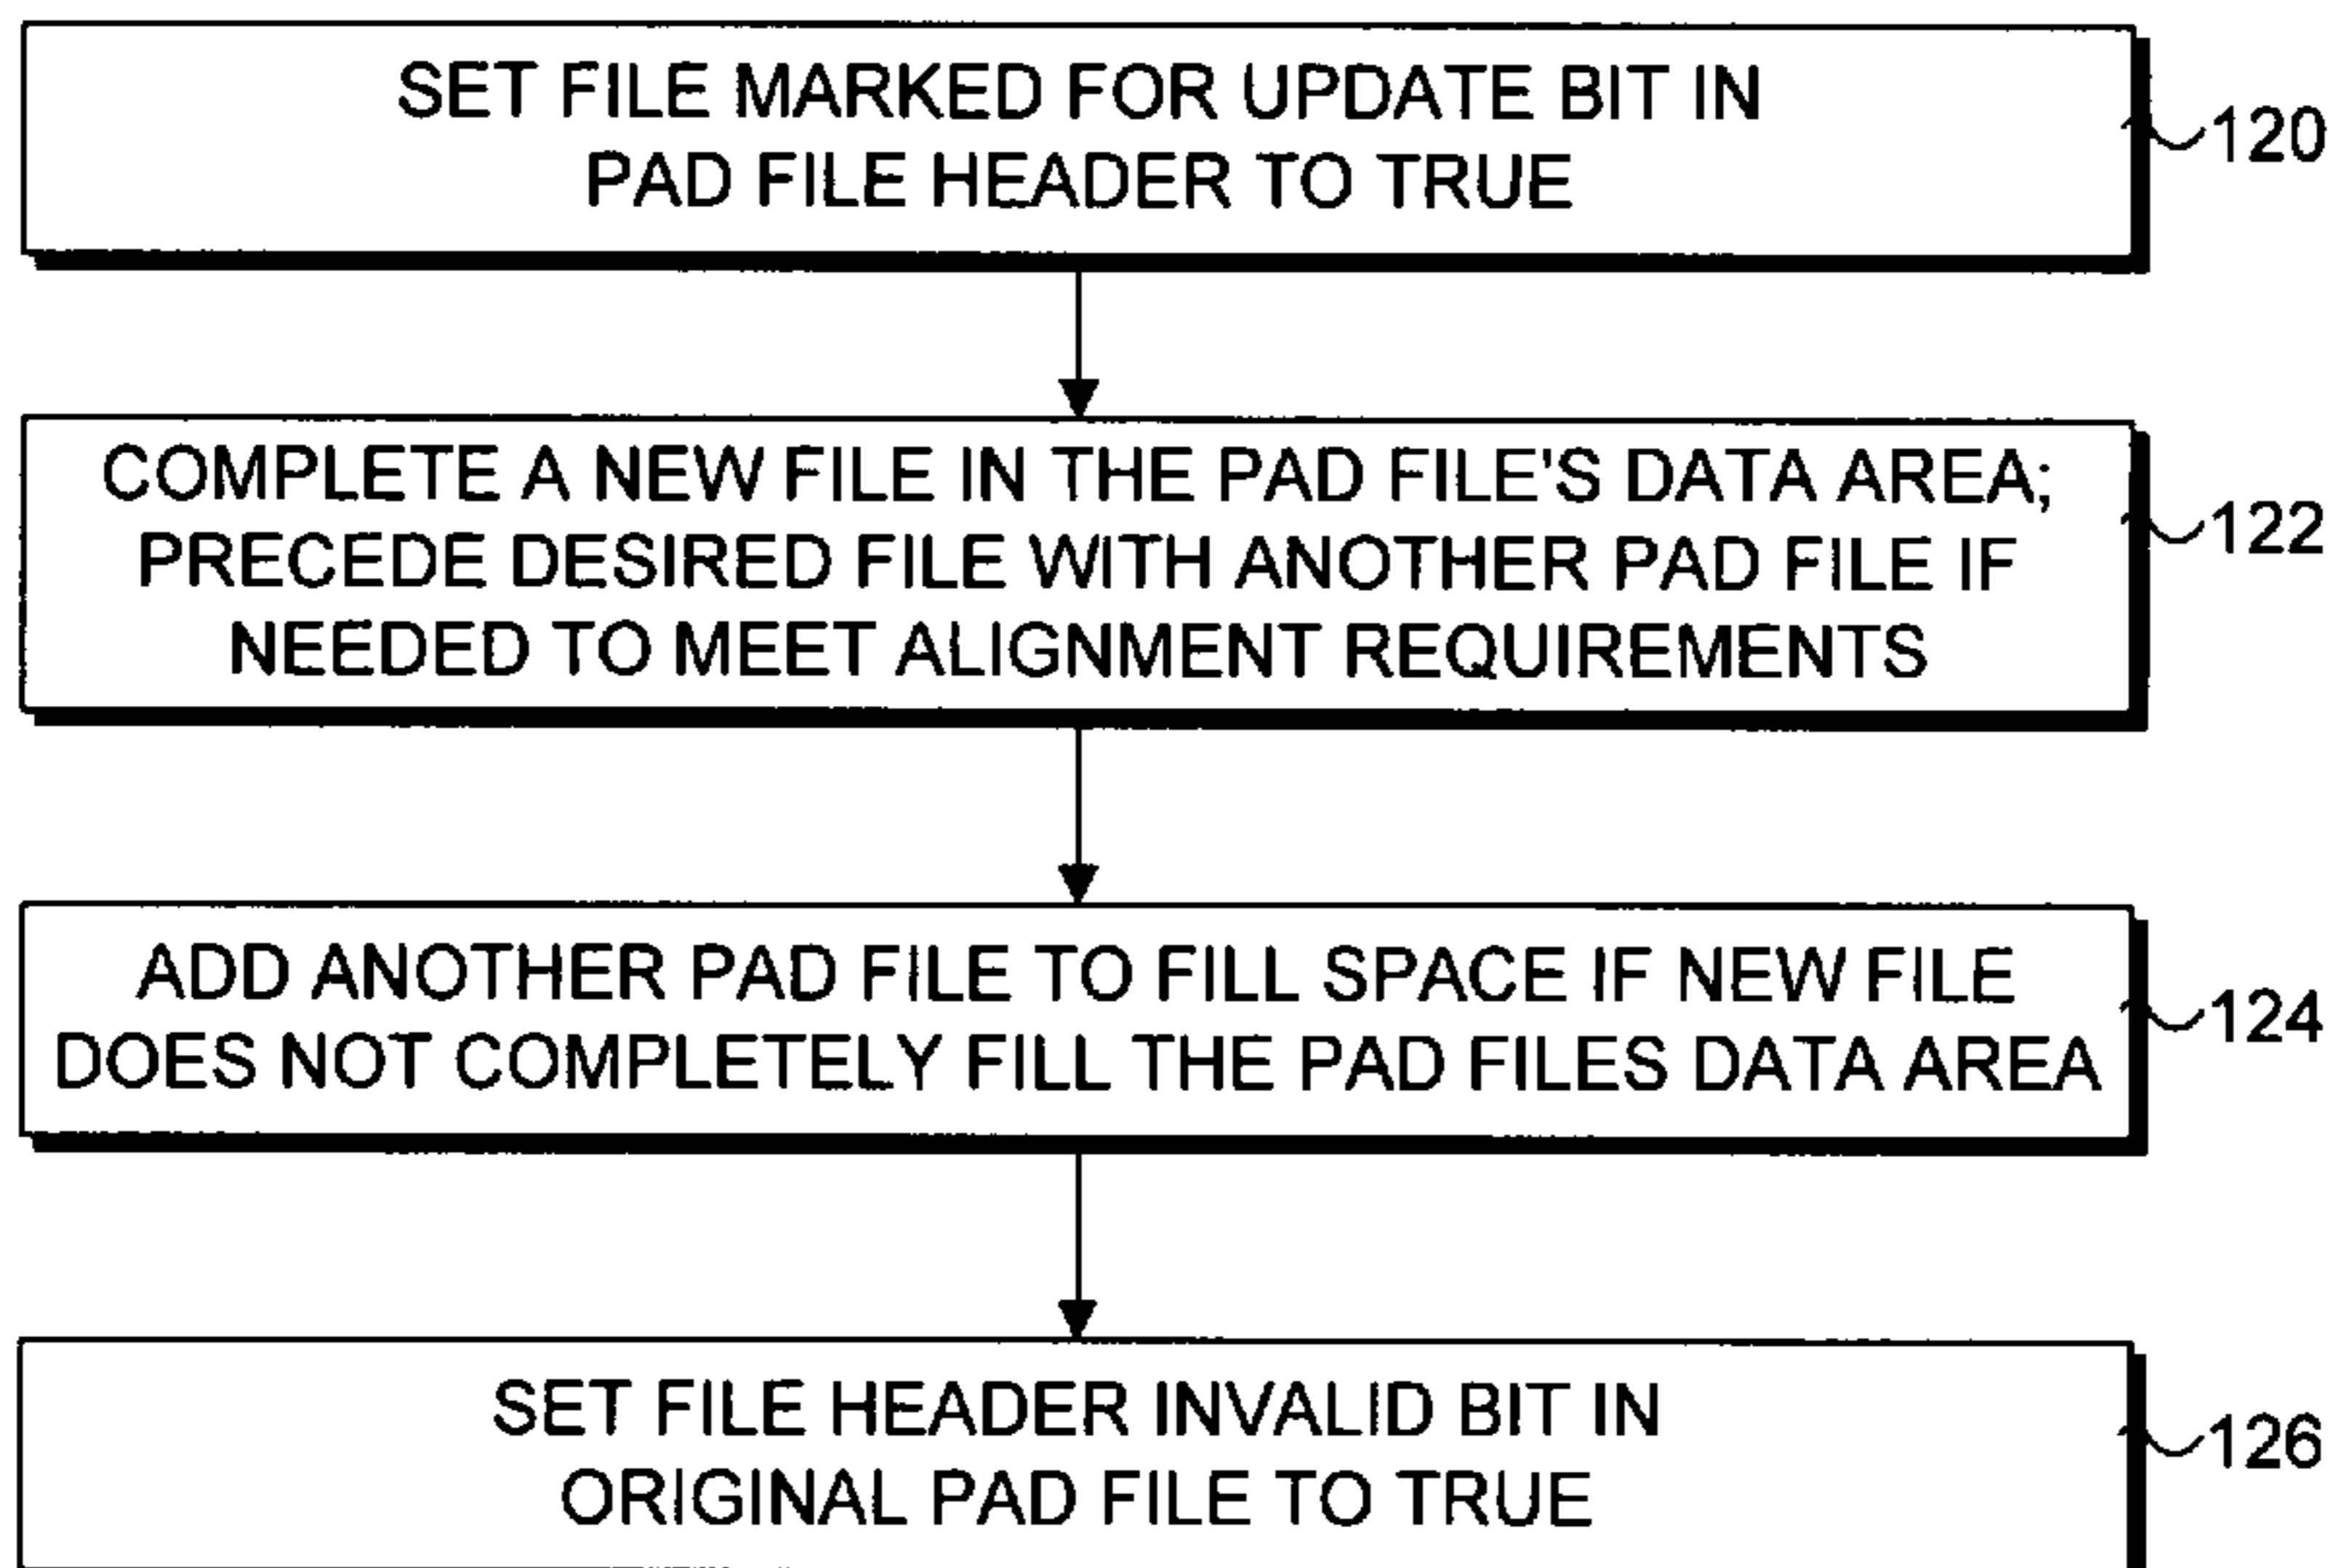 SET FILE MARKED FOR UPDATE BIT IN
PAD FILE HEADER TO TRUE
120
COMPLETE A NEW FILE IN THE PAD FILE'S DATA AREA;
PRECEDE DESIRED FILE WITH ANOTHER PAD FILE IF
NEEDED TO MEET ALIGNMENT REQUIREMENTS
122
ADD ANOTHER PAD FILE TO FILL SPACE IF NEW FILE
DOES NOT COMPLETELY FILL THE PAD FILES DATA AREA
124
SET FILE HEADER INVALID BIT IN
ORIGINAL PAD FILE TO TRUE
126